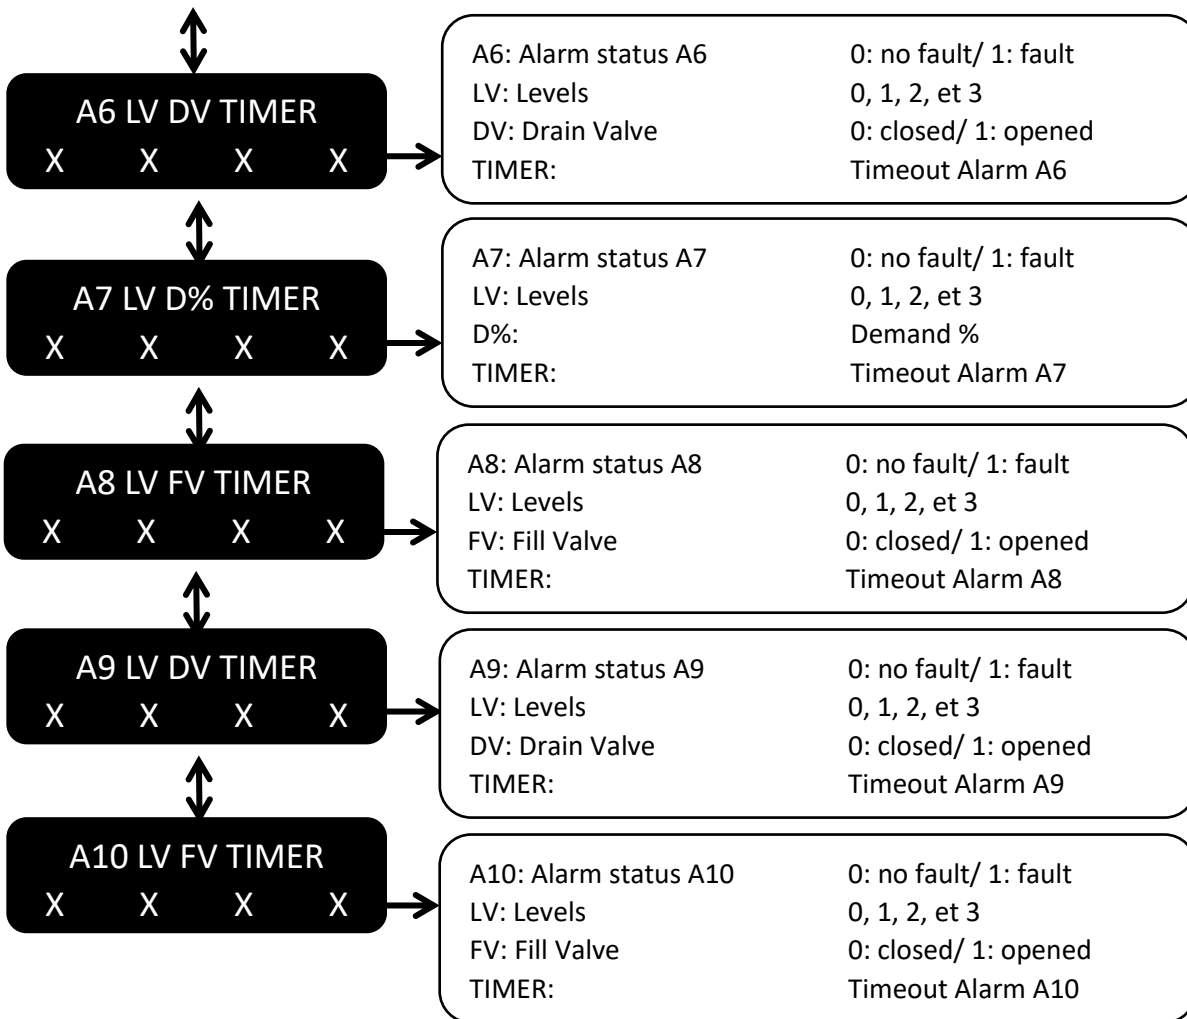 A6 LV DV TIMER
X X X X
A6: Alarm status A6 0: no fault/ 1: fault
LV: Levels 0, 1, 2, et 3
DV: Drain Valve 0: closed/ 1: opened
TIMER: Timeout Alarm A6
A7 LV D% TIMER
X X X X
A7: Alarm status A7 0: no fault/ 1: fault
LV: Levels 0, 1, 2, et 3
D%: Demand %
TIMER: Timeout Alarm A7
A8 LV FV TIMER
X X X X
A8: Alarm status A8 0: no fault/ 1: fault
LV: Levels 0, 1, 2, et 3
FV: Fill Valve 0: closed/ 1: opened
TIMER: Timeout Alarm A8
A9 LV DV TIMER
X X X X
A9: Alarm status A9 0: no fault/ 1: fault
LV: Levels 0, 1, 2, et 3
DV: Drain Valve 0: closed/ 1: opened
TIMER: Timeout Alarm A9
A10 LV FV TIMER
X X X X
A10: Alarm status A10 0: no fault/ 1: fault
LV: Levels 0, 1, 2, et 3
FV: Fill Valve 0: closed/ 1: opened
TIMER: Timeout Alarm A10